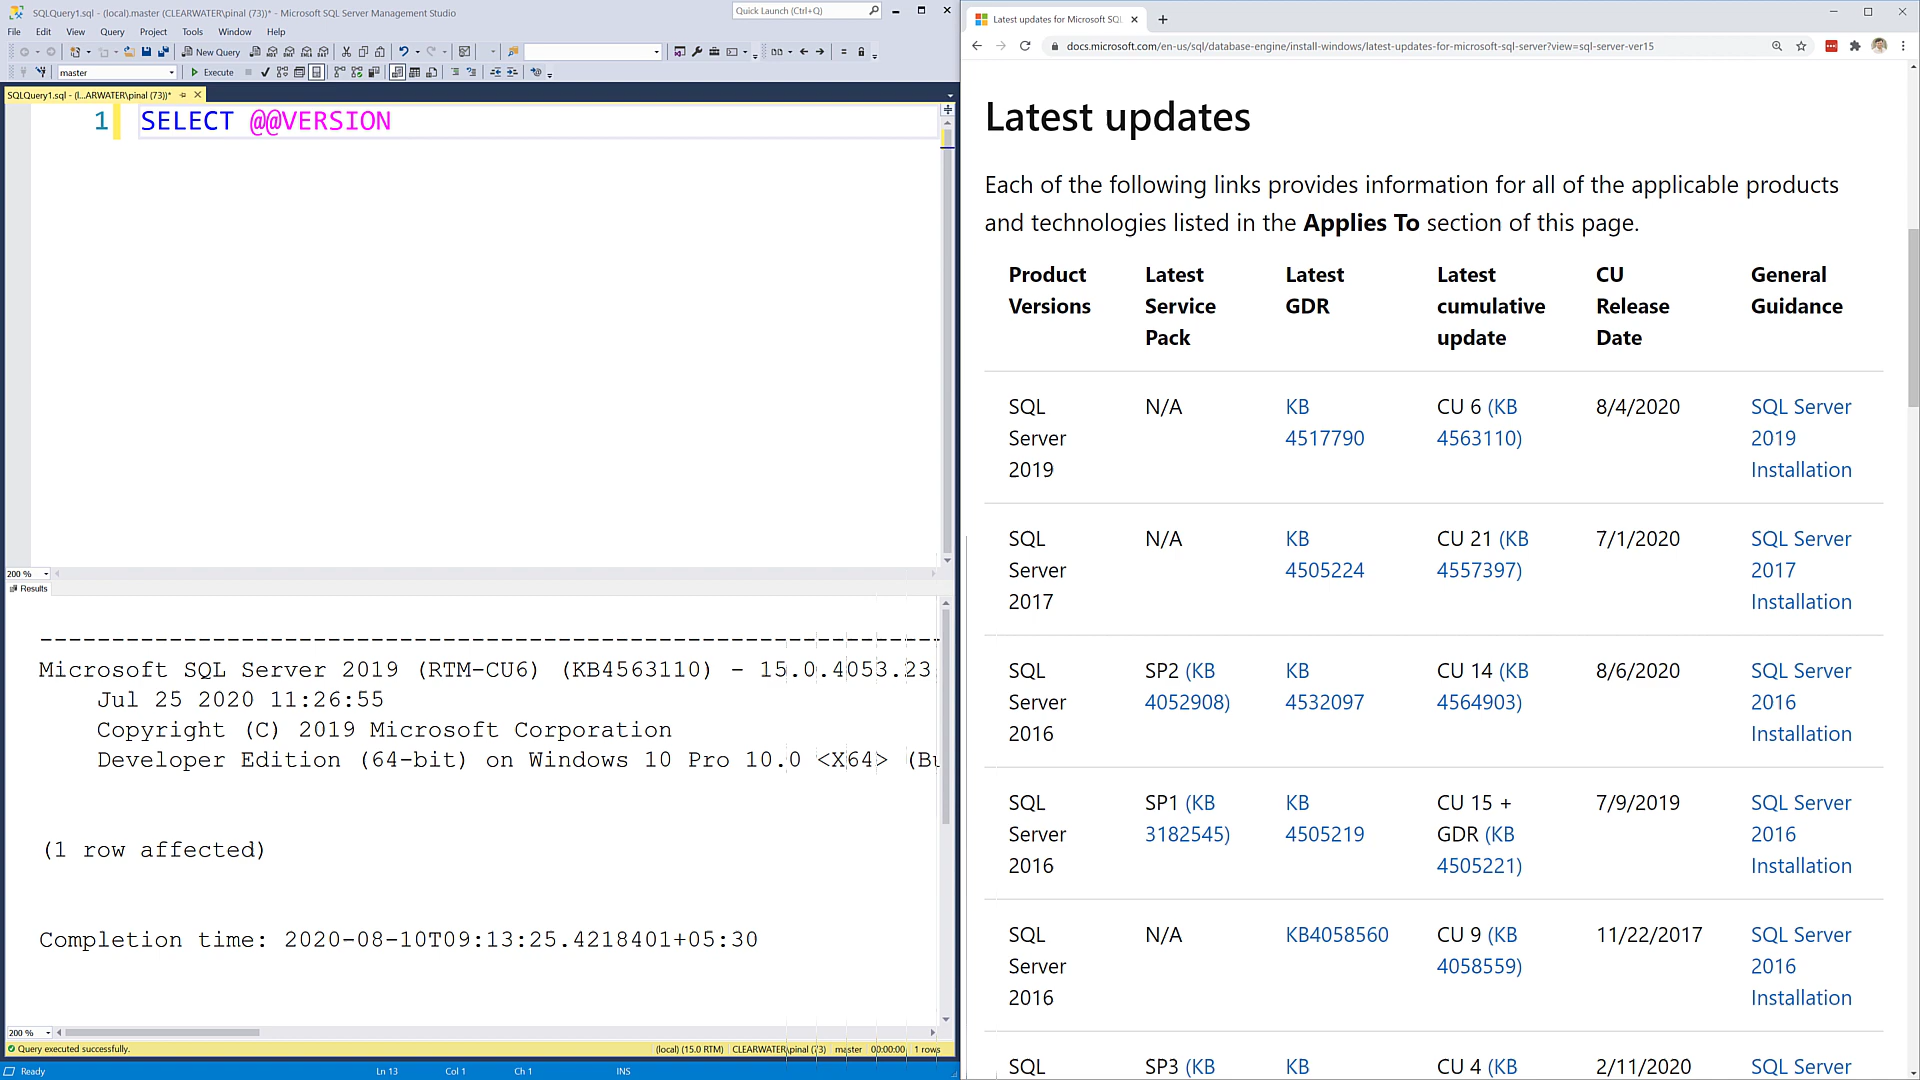 SQLQuery1.sql - (local).master (CLEARWATER\pinal (73))* - Microsoft SQL Server Management Studio
Quick Launch (Ctrl+Q)
File Edit View Query Project Tools Window Help
New Query
master
Execute
SQLQuery1.sql - (l...ARWATER\pinal (73))*
1
SELECT @@VERSION
200 %
Results
Microsoft SQL Server 2019 (RTM-CU6) (KB4563110) - 15.0.4053.23
Jul 25 2020 11:26:55
Copyright (C) 2019 Microsoft Corporation
Developer Edition (64-bit) on Windows 10 Pro 10.0 <X64> (Bu
(1 row affected)
Completion time: 2020-08-10T09:13:25.4218401+05:30
200 %
Query executed successfully.
(local) (15.0 RTM) CLEARWATER\pinal (73) master 00:00:00 1 rows
Ready Ln 13 Col 1 Ch 1 INS
Latest updates for Microsoft SQL
docs.microsoft.com/en-us/sql/database-engine/install-windows/latest-updates-for-microsoft-sql-server?view=sql-server-ver15
Latest updates
Each of the following links provides information for all of the applicable products
and technologies listed in the Applies To section of this page.
Product Latest Latest Latest CU General
Versions Service GDR cumulative Release Guidance
Pack update Date
SQL N/A KB CU 6 (KB 8/4/2020 SQL Server
Server 4517790 4563110) 2019
2019 Installation
SQL N/A KB CU 21 (KB 7/1/2020 SQL Server
Server 4505224 4557397) 2017
2017 Installation
SQL SP2 (KB KB CU 14 (KB 8/6/2020 SQL Server
Server 4052908) 4532097 4564903) 2016
2016 Installation
SQL SP1 (KB KB CU 15 + 7/9/2019 SQL Server
Server 3182545) 4505219 GDR (KB 2016
2016 4505221) Installation
SQL N/A KB4058560 CU 9 (KB 11/22/2017 SQL Server
Server 4058559) 2016
2016 Installation
SQL SP3 (KB KB CU 4 (KB 2/11/2020 SQL Server